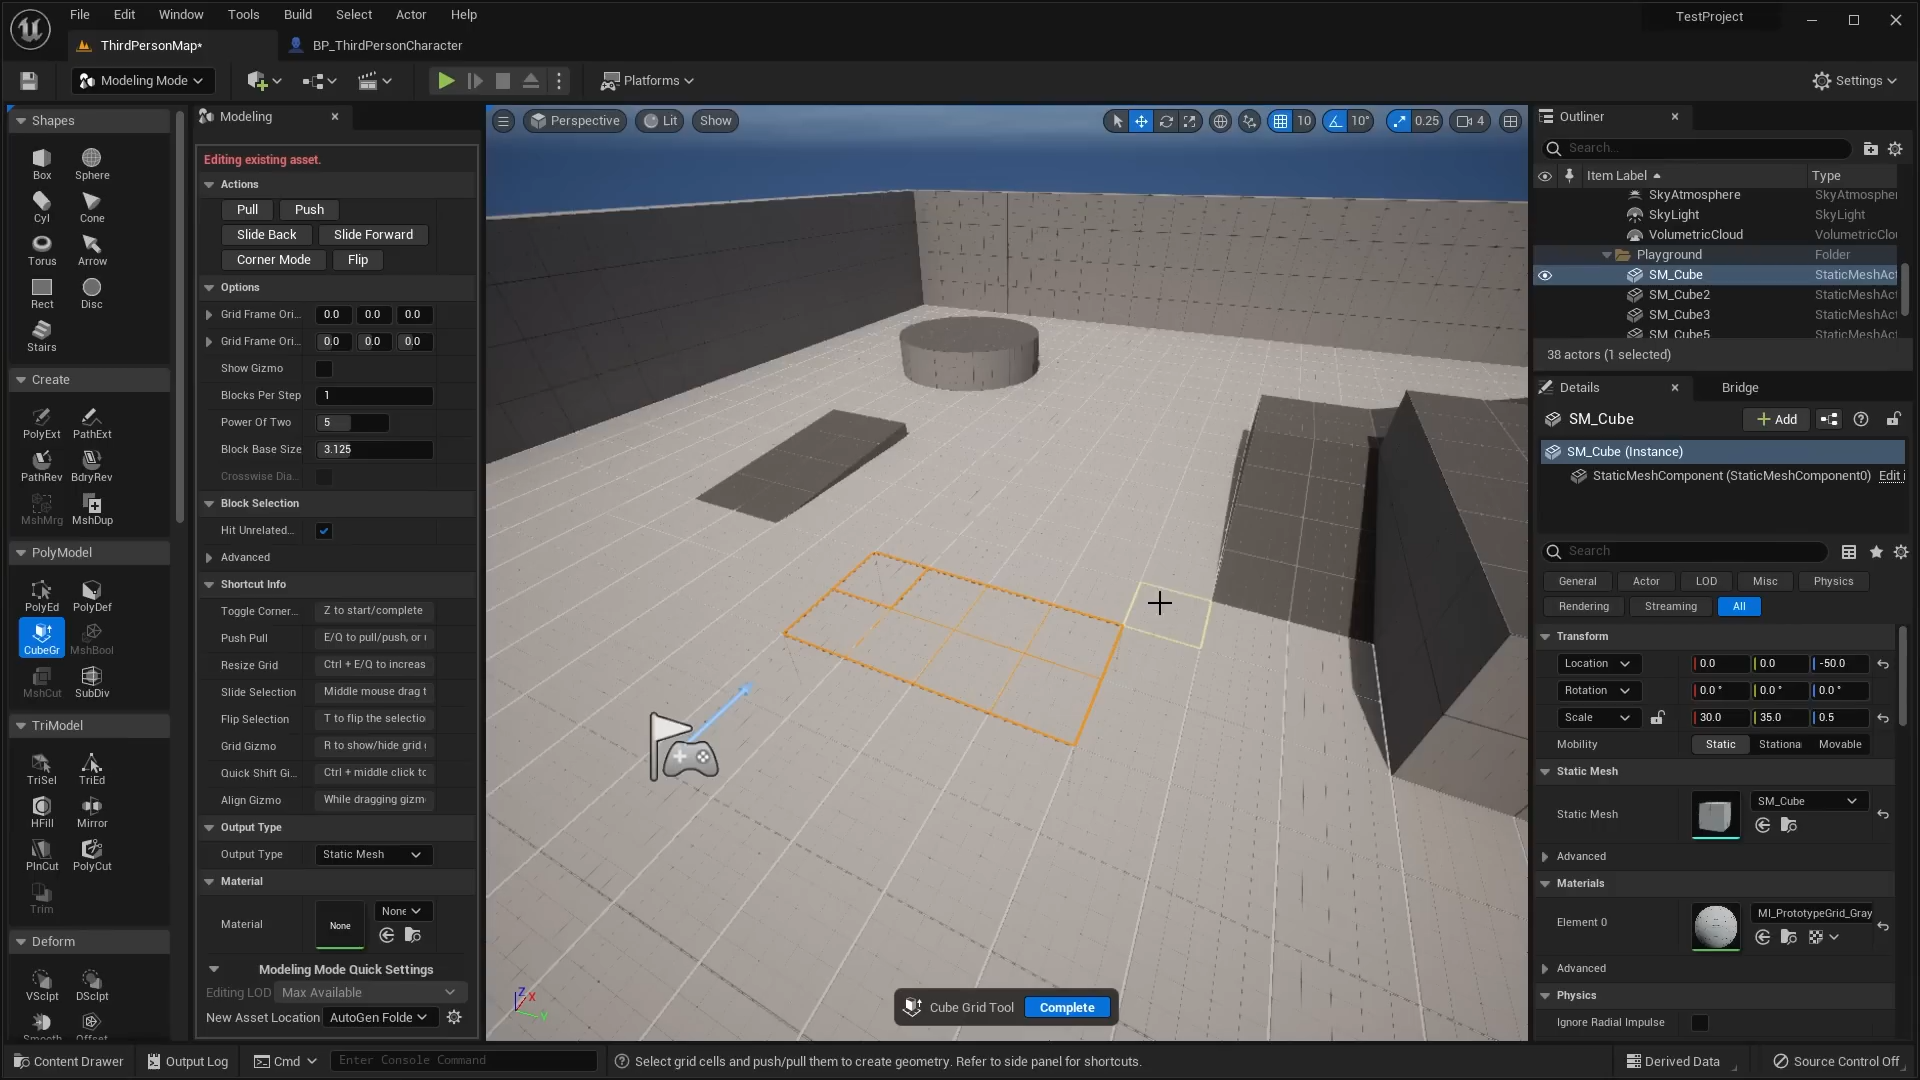 File Edit Window Tools Build Select Actor Help
TestProject
ThirdPersonMap*
BP_ThirdPersonCharacter
Modeling Mode
Platforms
Settings
Shapes
Box Sphere
Cyl Cone
Torus Arrow
Rect Disc
Stairs
Create
PolyExt PathExt
PathRev BdryRev
MshMrg MshDup
PolyModel
PolyEd PolyDef
CubeGr MshBool
MshCut SubDiv
TriModel
TriSel TriEd
HFill Mirror
PlnCut PolyCut
Trim
Deform
VSclpt DSclpt
Smooth Offset
Modeling
Editing existing asset.
Actions
Pull Push
Slide Back Slide Forward
Corner Mode Flip
Options
Grid Frame Ori... 0.0 0.0 0.0
Grid Frame Ori... 0.0 0.0 0.0
Show Gizmo
Blocks Per Step 1
Power Of Two 5
Block Base Size 3.125
Crosswise Dia...
Block Selection
Hit Unrelated...
Advanced
Shortcut Info
Toggle Corner... Z to start/complete
Push Pull E/Q to pull/push, or
Resize Grid Ctrl + E/Q to increas
Slide Selection Middle mouse drag t
Flip Selection T to flip the selectio
Grid Gizmo R to show/hide grid
Quick Shift Gi... Ctrl + middle click to
Align Gizmo While dragging gizm
Output Type
Output Type Static Mesh
Material
Material None None
Modeling Mode Quick Settings
Editing LOD Max Available
New Asset Location AutoGen Folde
Perspective Lit Show
10 10° 0.25 4
Z X Y
Cube Grid Tool Complete
Outliner
Search...
Item Label Type
SkyAtmosphere SkyAtmospher
SkyLight SkyLight
VolumetricCloud VolumetricClou
Playground Folder
SM_Cube StaticMeshAct
SM_Cube2 StaticMeshAct
SM_Cube3 StaticMeshAct
SM_Cube5 StaticMeshAct
38 actors (1 selected)
Details Bridge
SM_Cube Add
SM_Cube (Instance)
StaticMeshComponent (StaticMeshComponent0) Edit i
Search
General Actor LOD Misc Physics
Rendering Streaming All
Transform
Location 0.0 0.0 -50.0
Rotation 0.0° 0.0° 0.0°
Scale 30.0 35.0 0.5
Mobility Static Stationa Movable
Static Mesh
Static Mesh SM_Cube
Advanced
Materials
Element 0 MI_PrototypeGrid_Gray
Advanced
Physics
Ignore Radial Impulse
Content Drawer Output Log Cmd Enter Console Command Select grid cells and push/pull them to create geometry. Refer to side panel for shortcuts. Derived Data Source Control Off